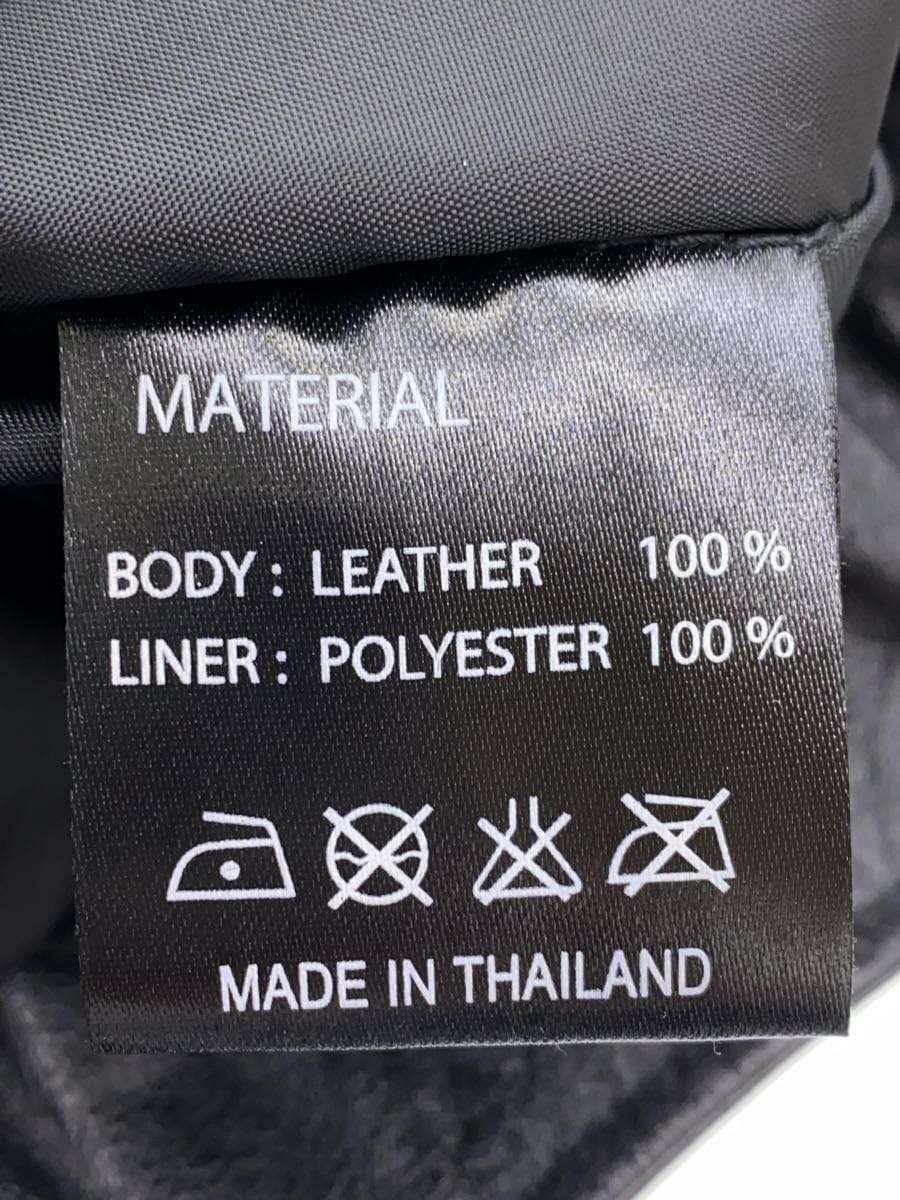 MATERIAL
BODY : LEATHER 100 %
LINER : POLYESTER 100 %
MADE IN THAILAND